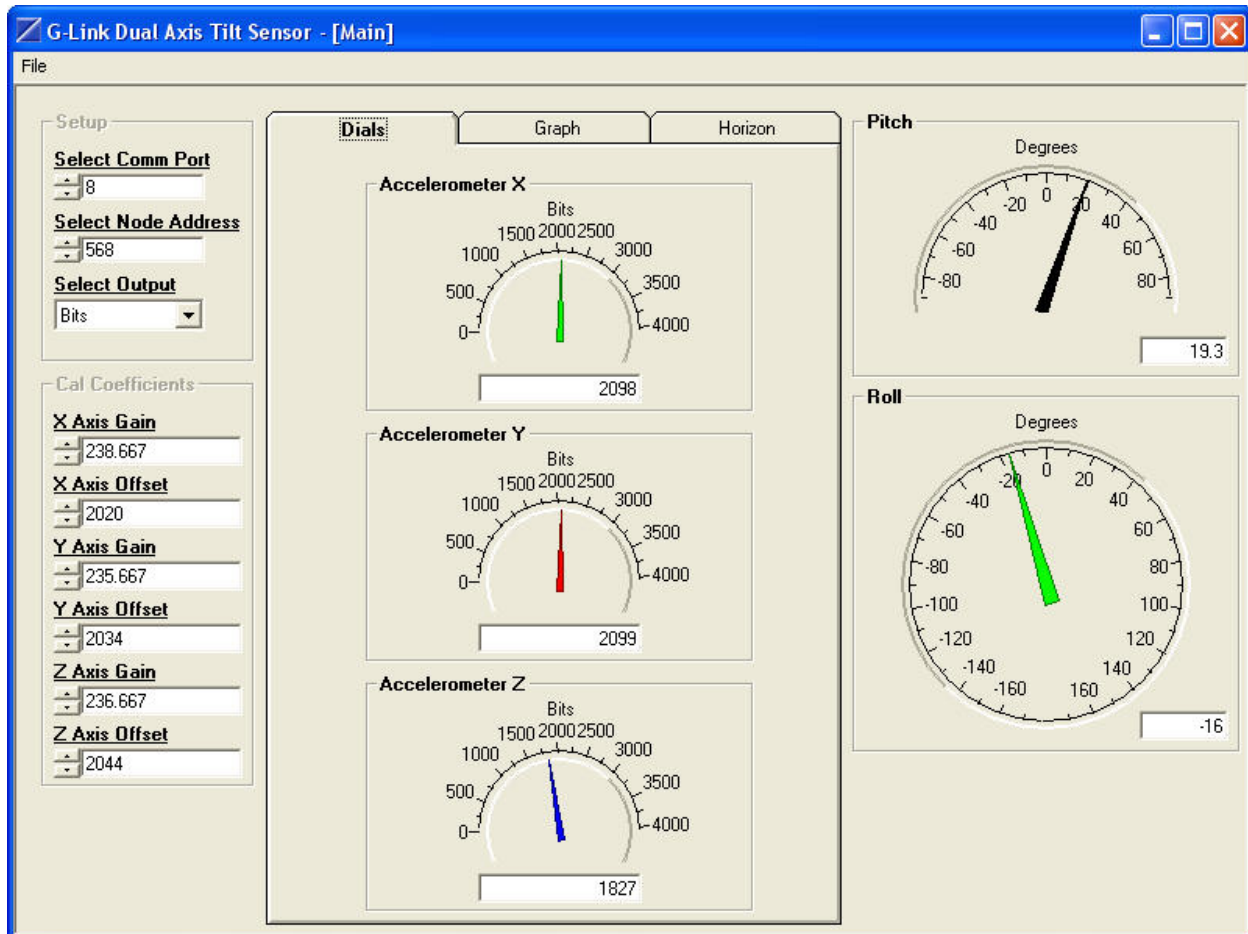 G-Link Dual Axis Tilt Sensor - [Main]
File
Setup
Select Comm Port
8
Select Node Address
568
Select Output
Bits
Cal Coefficients
X Axis Gain
238.667
X Axis Offset
2020
Y Axis Gain
235.667
Y Axis Offset
2034
Z Axis Gain
236.667
Z Axis Offset
2044
Dials Graph Horizon
Accelerometer X
Bits
0 500 1000 1500 2000 2500 3000 3500 4000
2098
Accelerometer Y
Bits
0 500 1000 1500 2000 2500 3000 3500 4000
2099
Accelerometer Z
Bits
0 500 1000 1500 2000 2500 3000 3500 4000
1827
Pitch
Degrees
-80 -60 -40 -20 0 20 40 60 80
19.3
Roll
Degrees
-160 -140 -120 -100 -80 -60 -40 -20 0 20 40 60 80 100 120 140 160
-16